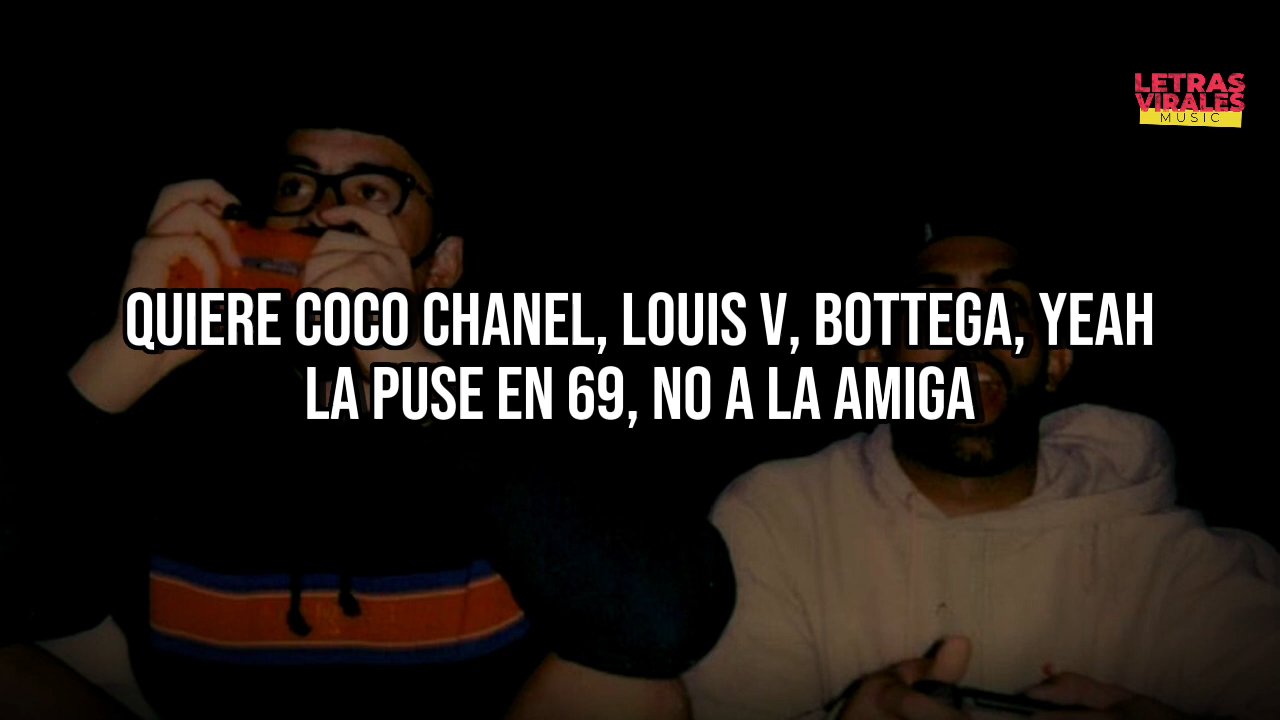 LETRAS
VIRALES
MUSIC
QUIERE COCO CHANEL, LOUIS V, BOTTEGA, YEAH
LA PUSE EN 69, NO A LA AMIGA